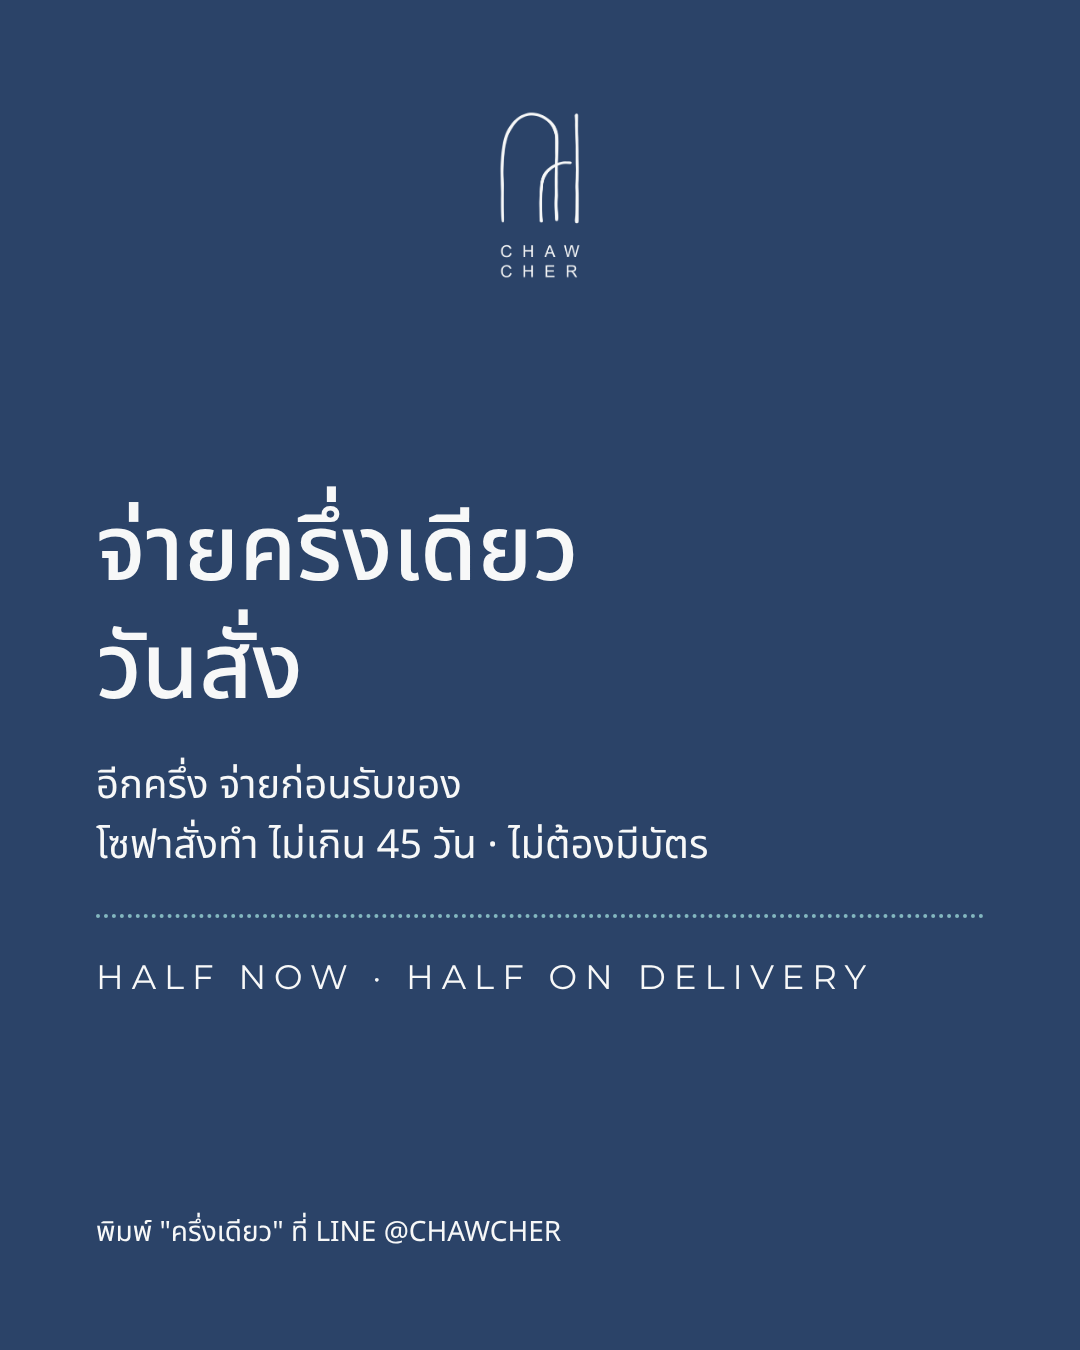 CHAW
CHER
จ่ายครึ่งเดียว
วันสั่ง
อีกครึ่ง จ่ายก่อนรับของ
โซฟาสั่งทำ ไม่เกิน 45 วัน · ไม่ต้องมีบัตร
HALF NOW · HALF ON DELIVERY
พิมพ์ "ครึ่งเดียว" ที่ LINE @CHAWCHER